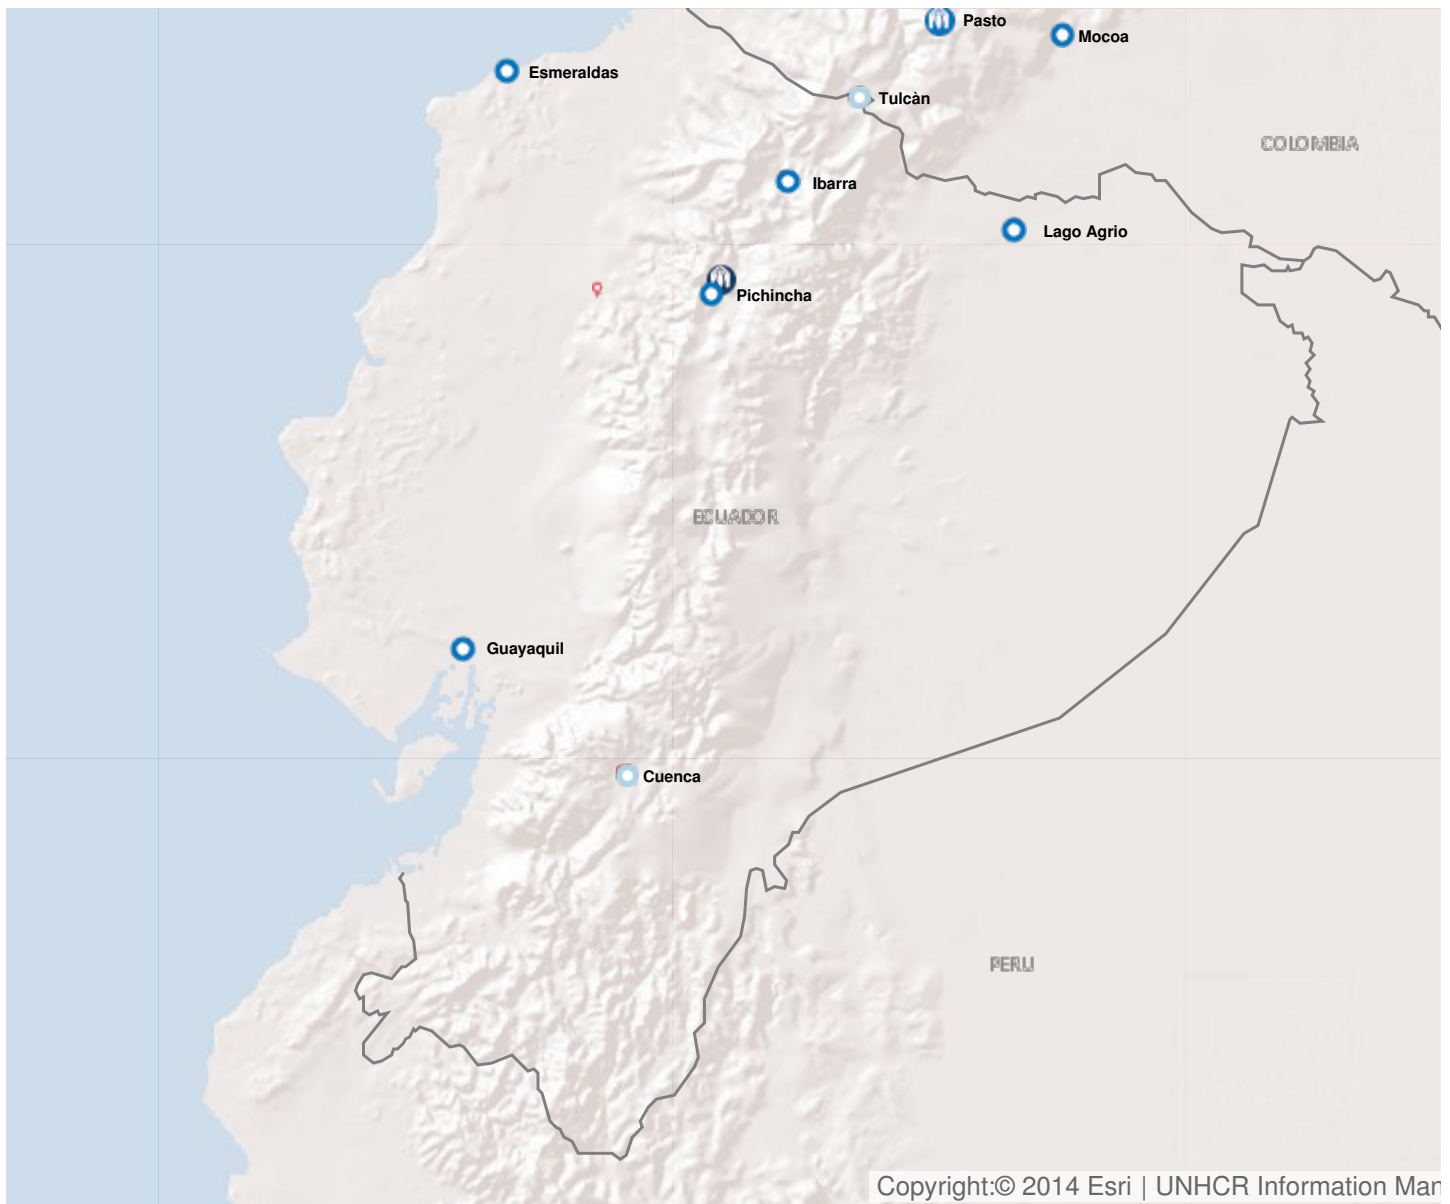 Pasto
Mocoa
Esmeraldas
Tulcàn
COLOMBIA
Ibarra
Lago Agrio
Pichincha
ECUADOR
Guayaquil
Cuenca
PERU
Copyright:© 2014 Esri | UNHCR Information Man